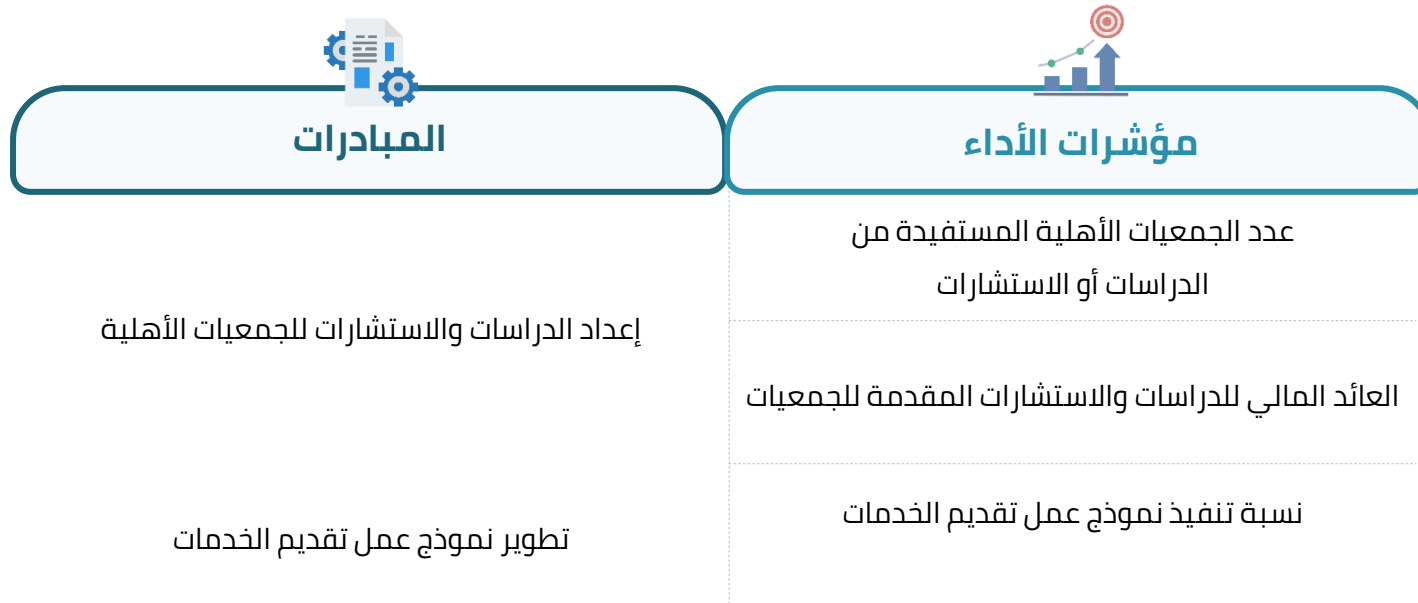 مؤشرات الأداء
المبادرات
عدد الجمعيات الأهلية المستفيدة من
الدراسات أو الاستشارات
العائد المالي للدراسات والاستشارات المقدمة للجمعيات
نسبة تنفيذ نموذج عمل تقديم الخدمات
إعداد الدراسات والاستشارات للجمعيات الأهلية
تطوير نموذج عمل تقديم الخدمات